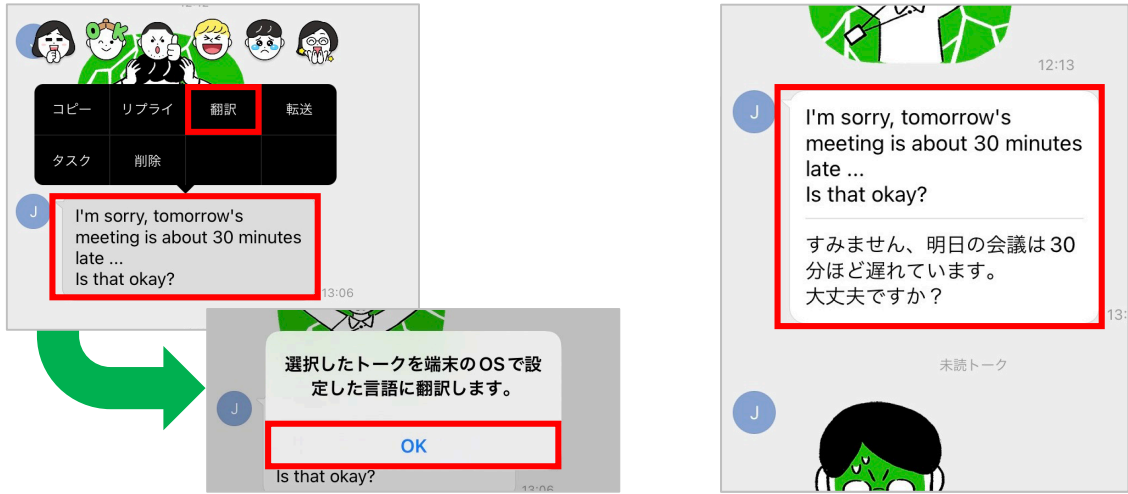 OK
コピー
リプライ
翻訳
転送
タスク
削除
J
I'm sorry, tomorrow's
meeting is about 30 minutes
late ...
Is that okay?
13:06
選択したトークを端末のOSで設
定した言語に翻訳します。
J
OK
Is that okay?
13:06
12:13
J
I'm sorry, tomorrow's
meeting is about 30 minutes
late ...
Is that okay?
すみません、明日の会議は30
分ほど遅れています。
大丈夫ですか？
13:
未読トーク
J